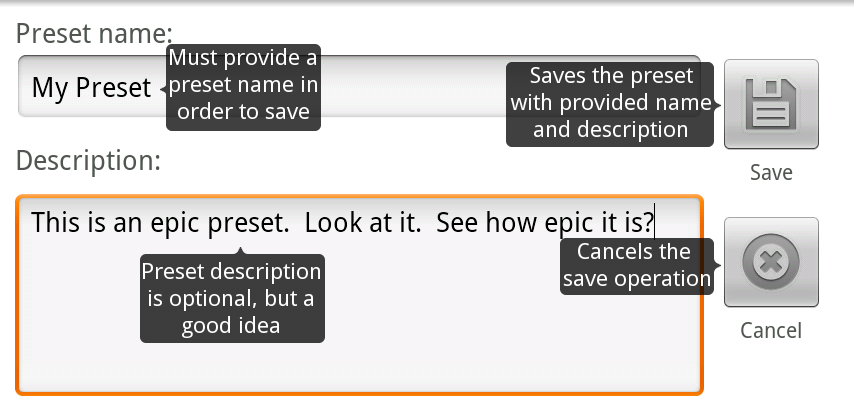 Preset name:
My Preset
Must provide a
preset name in
order to save
Saves the preset
with provided name
and description
Save
Description:
This is an epic preset.  Look at it.  See how epic it is?
Preset description
is optional, but a
good idea
Cancels the
save operation
Cancel